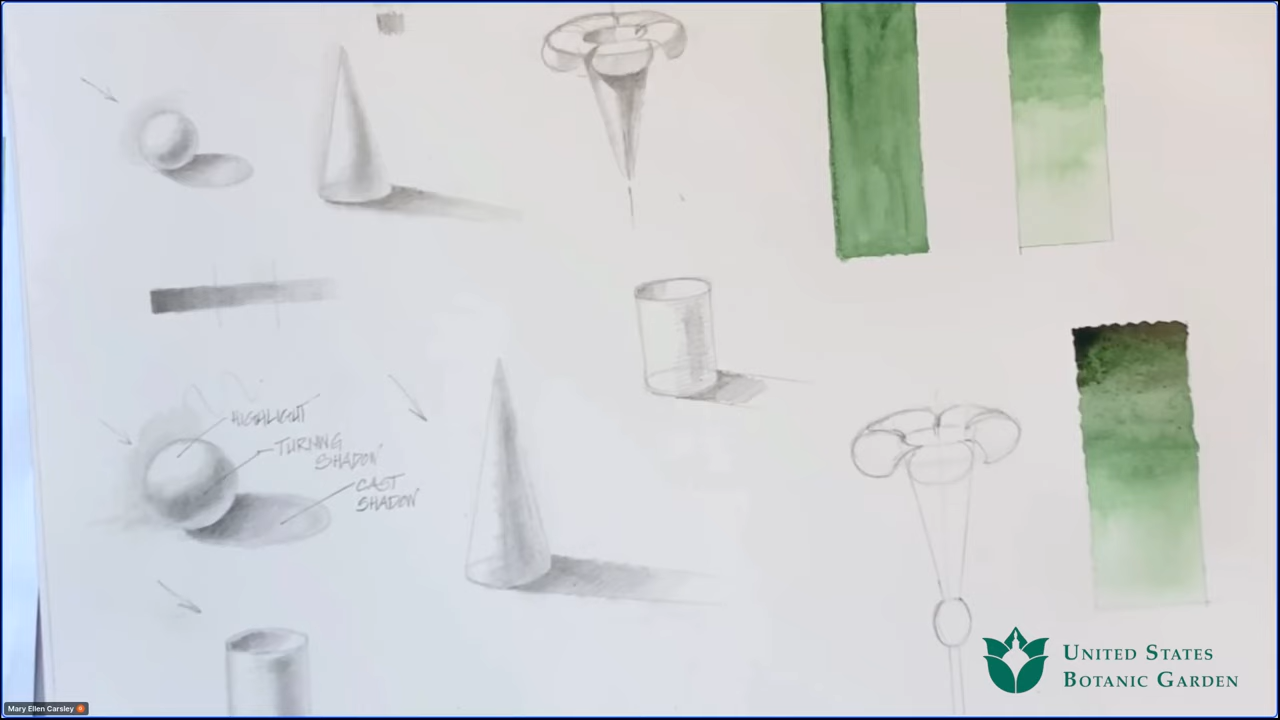 HIGHLIGHT
TURNING
SHADOW
CAST
SHADOW
UNITED STATES
BOTANIC GARDEN
Mary Ellen Carsley